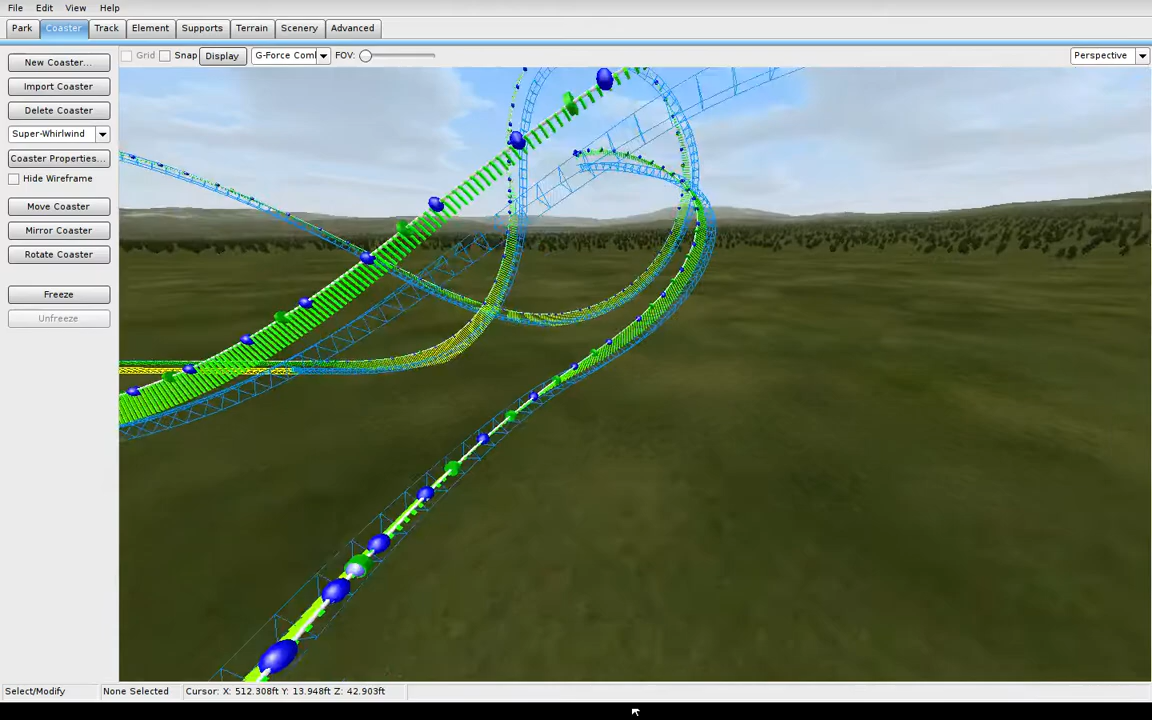 File Edit View Help
Park Coaster Track Element Supports Terrain Scenery Advanced
Grid Snap Display G-Force Coml FOV: Perspective
New Coaster...
Import Coaster
Delete Coaster
Super-Whirlwind
Coaster Properties...
Hide Wireframe
Move Coaster
Mirror Coaster
Rotate Coaster
Freeze
Unfreeze
Select/Modify None Selected Cursor: X: 512.308ft Y: 13.948ft Z: 42.903ft